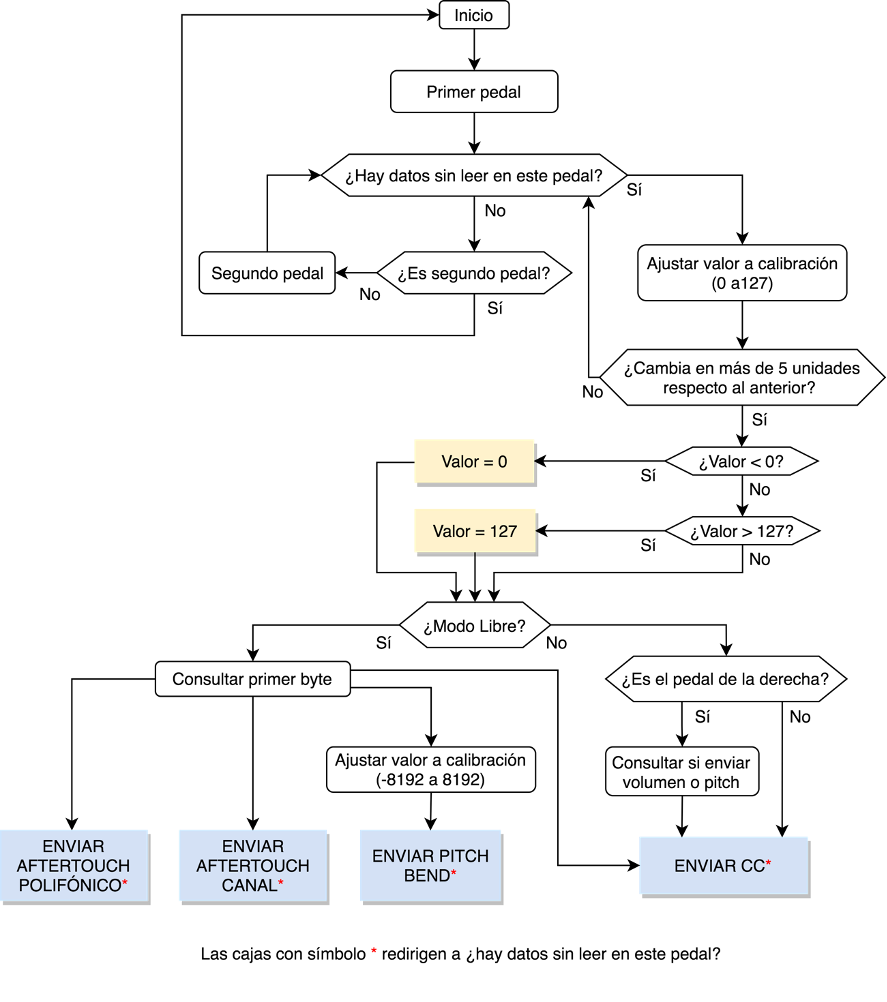 Inicio
Primer pedal
¿Hay datos sin leer en este pedal?
Sí
No
Segundo pedal
¿Es segundo pedal?
No
Sí
Ajustar valor a calibración
(0 a127)
¿Cambia en más de 5 unidades
respecto al anterior?
No
Sí
Valor = 0
¿Valor < 0?
Sí
No
Valor = 127
¿Valor > 127?
Sí
No
¿Modo Libre?
Sí
No
Consultar primer byte
¿Es el pedal de la derecha?
Sí
No
Ajustar valor a calibración
(-8192 a 8192)
Consultar si enviar
volumen o pitch
ENVIAR
AFTERTOUCH
POLIFÓNICO*
ENVIAR
AFTERTOUCH
CANAL*
ENVIAR PITCH
BEND*
ENVIAR CC*
Las cajas con símbolo * redirigen a ¿hay datos sin leer en este pedal?